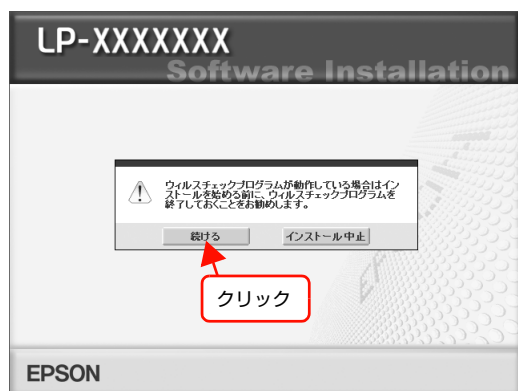 LP-XXXXXXX
Software Installation
ウィルスチェックプログラムが動作している場合はイン
ストールを始める前に、ウィルスチェックプログラムを
終了しておくことをお勧めします。
続ける
インストール中止
クリック
EPSON